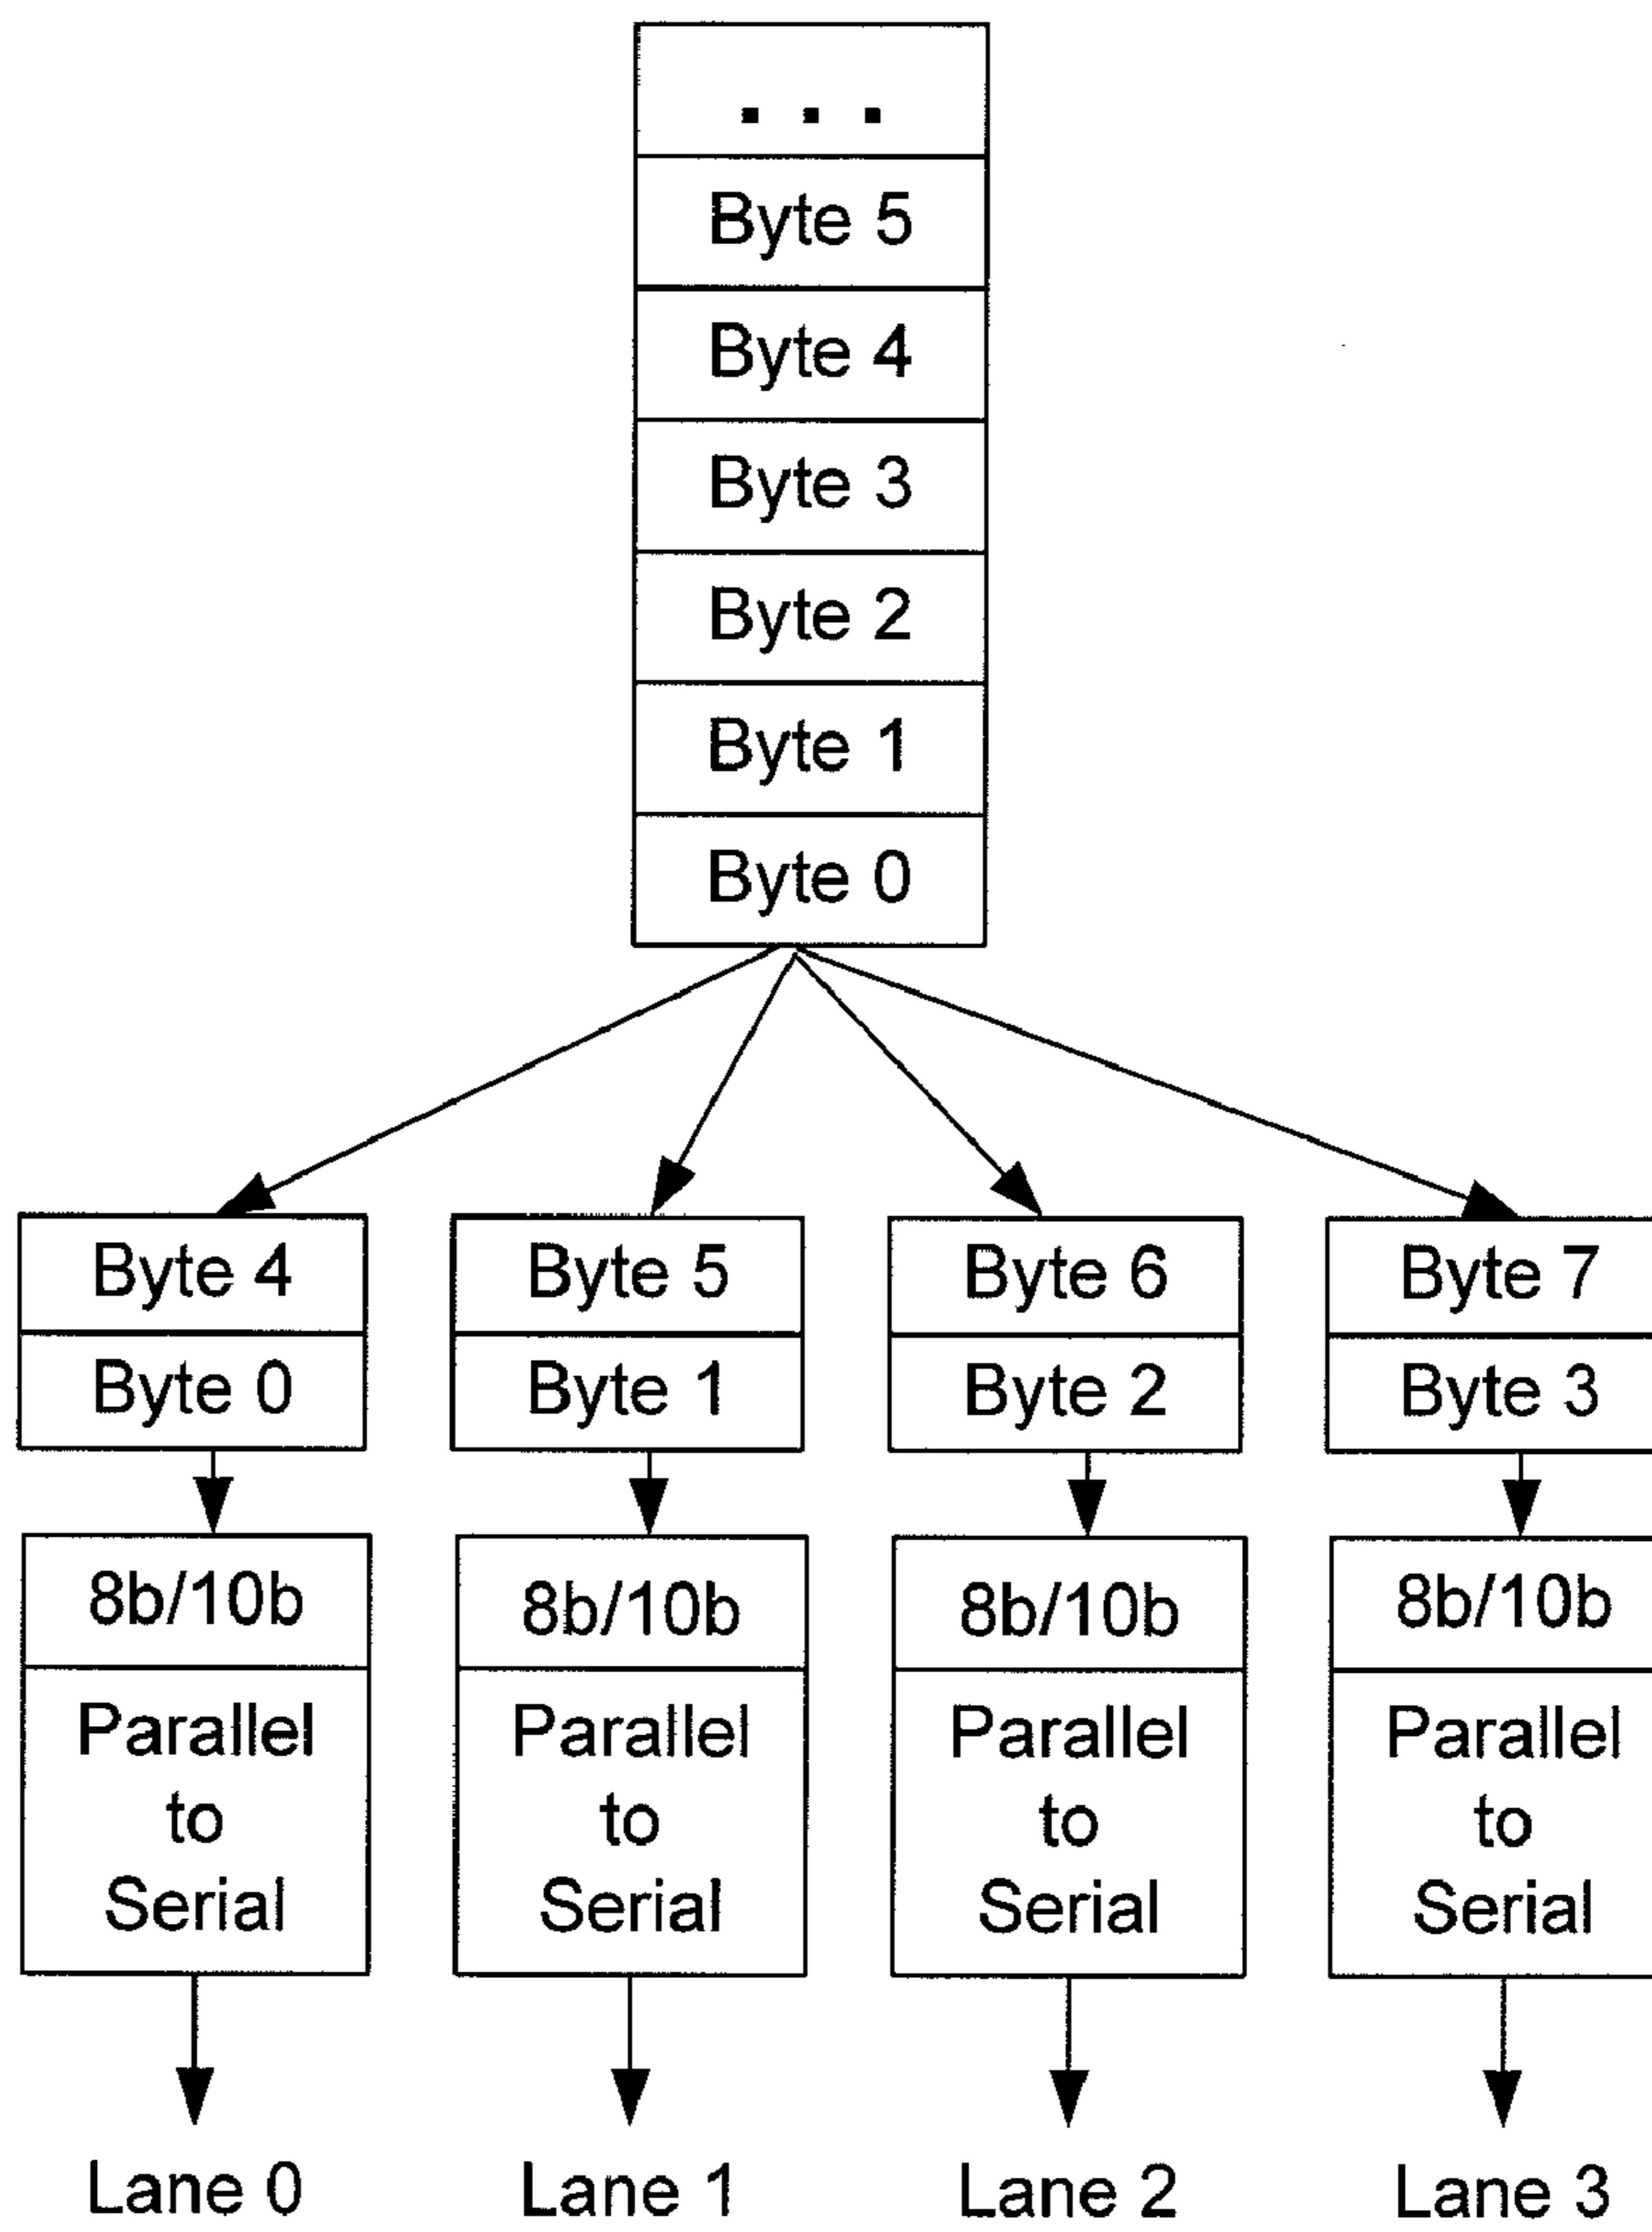 . . .
Byte 5
Byte 4
Byte 3
Byte 2
Byte 1
Byte 0
Byte 4
Byte 0
Byte 5
Byte 1
Byte 6
Byte 2
Byte 7
Byte 3
8b/10b
Parallel
to
Serial
8b/10b
Parallel
to
Serial
8b/10b
Parallel
to
Serial
8b/10b
Parallel
to
Serial
Lane 0
Lane 1
Lane 2
Lane 3